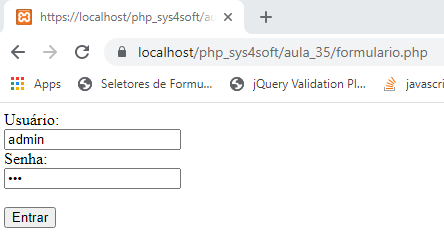 https://localhost/php_sys4soft/au
localhost/php_sys4soft/aula_35/formulario.php
Apps Seletores de Formu... jQuery Validation Pl... javascri
Usuário:
admin
Senha:
•••
Entrar